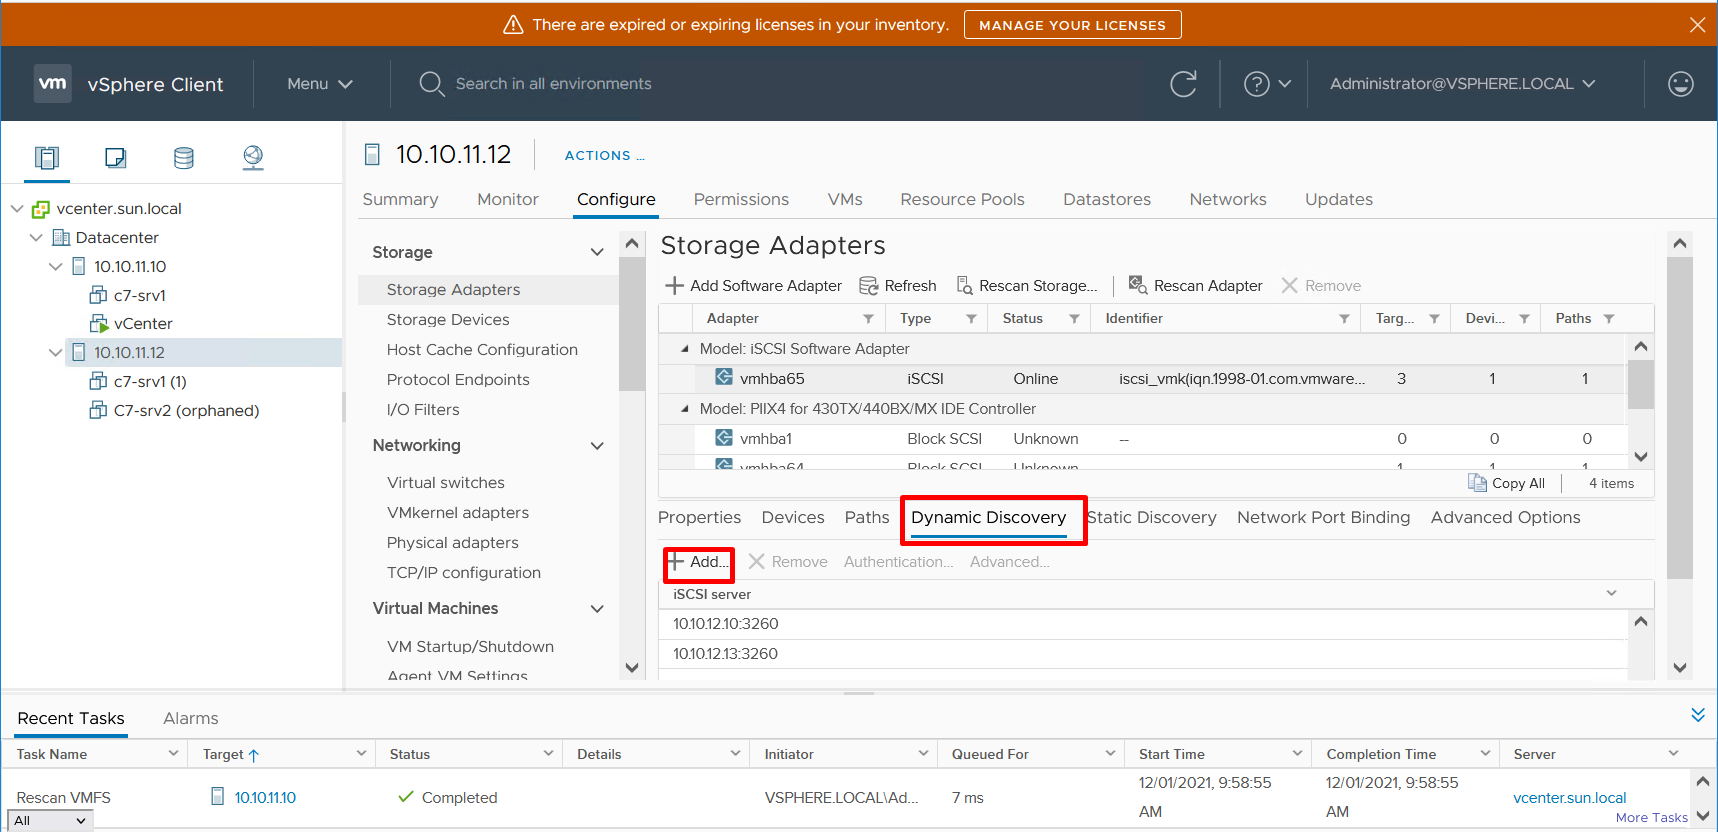 There are expired or expiring licenses in your inventory. MANAGE YOUR LICENSES
vm vSphere Client Menu Search in all environments Administrator@VSPHERE.LOCAL
vcenter.sun.local
Datacenter
10.10.11.10
c7-srv1
vCenter
10.10.11.12
c7-srv1 (1)
C7-srv2 (orphaned)
10.10.11.12 ACTIONS ...
Summary Monitor Configure Permissions VMs Resource Pools Datastores Networks Updates
Storage
Storage Adapters
Storage Devices
Host Cache Configuration
Protocol Endpoints
I/O Filters
Networking
Virtual switches
VMkernel adapters
Physical adapters
TCP/IP configuration
Virtual Machines
VM Startup/Shutdown
Agent VM Settings
Storage Adapters
Add Software Adapter Refresh Rescan Storage... Rescan Adapter Remove
Adapter Type Status Identifier Targ... Devi... Paths
Model: iSCSI Software Adapter
vmhba65 iSCSI Online iscsi_vmk(iqn.1998-01.com.vmware... 3 1 1
Model: PIIX4 for 430TX/440BX/MX IDE Controller
vmhba1 Block SCSI Unknown -- 0 0 0
vmhba64 Block SCSI Unknown 1 1 1
Copy All 4 items
Properties Devices Paths Dynamic Discovery Static Discovery Network Port Binding Advanced Options
Add... Remove Authentication... Advanced...
iSCSI server
10.10.12.10:3260
10.10.12.13:3260
Recent Tasks Alarms
Task Name Target Status Details Initiator Queued For Start Time Completion Time Server
Rescan VMFS 10.10.11.10 Completed VSPHERE.LOCAL\Ad... 7 ms 12/01/2021, 9:58:55 AM 12/01/2021, 9:58:55 AM vcenter.sun.local
All More Tasks